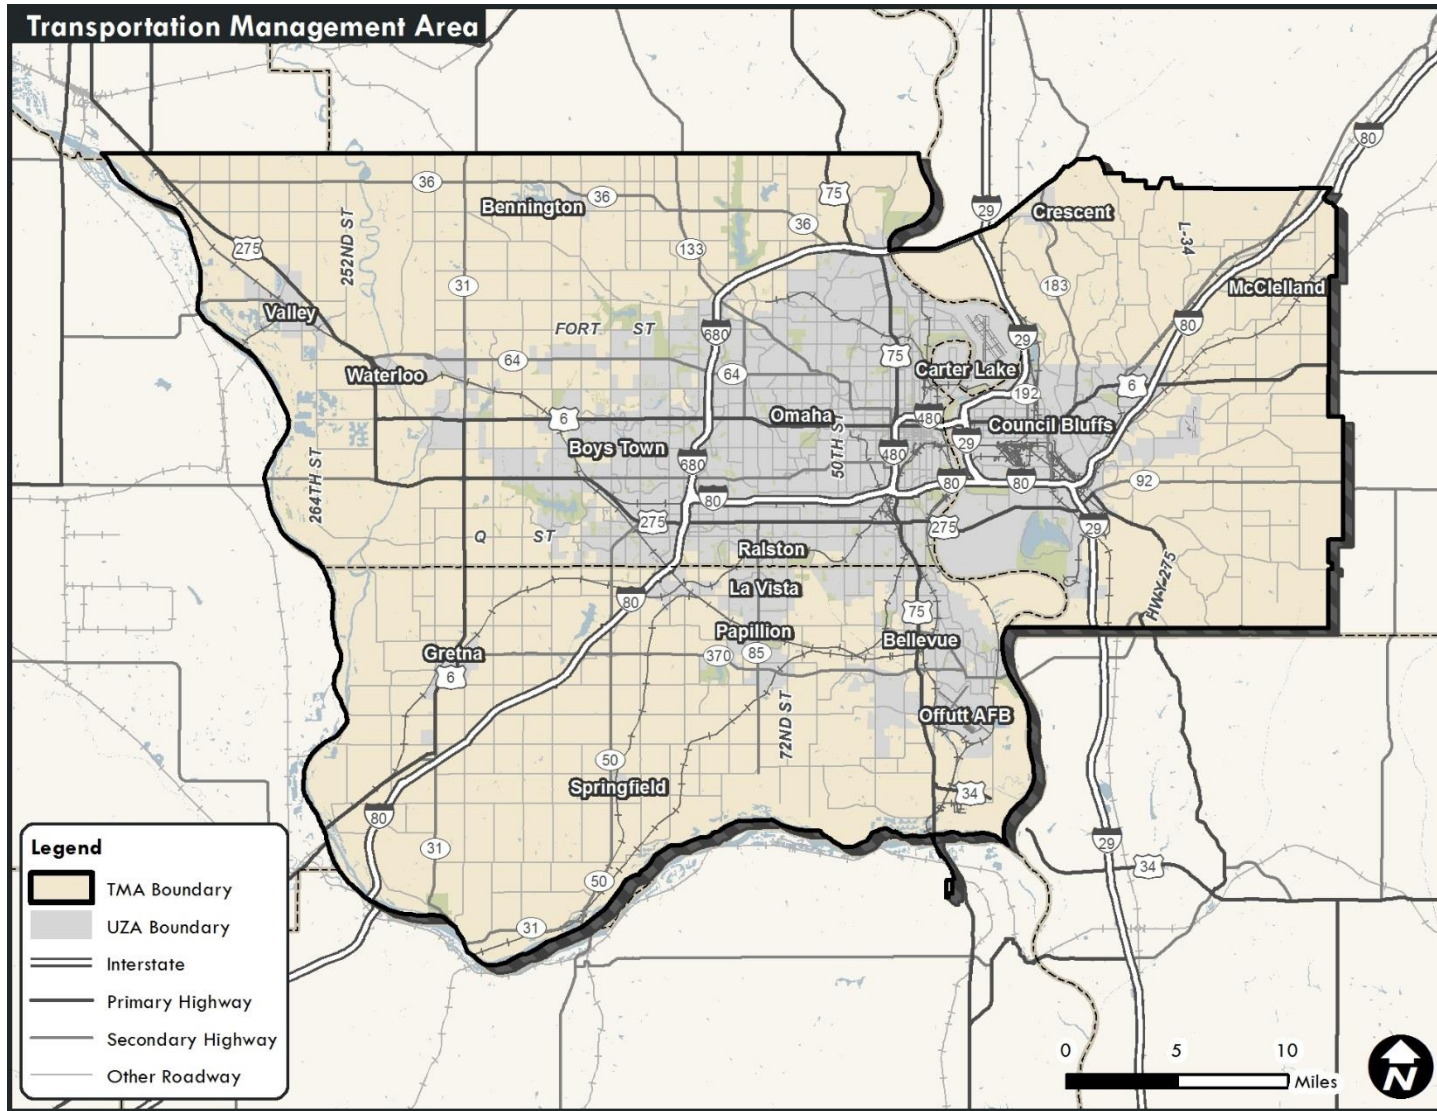 Transportation Management Area
80
36
36
75
29
Crescent
Bennington
36
L-34
252ND ST
275
133
31
183
McClelland
Valley
FORT ST
680
29
80
75
64
Waterloo
64
Carter Lake
6
192
6
Omaha
480
Council Bluffs
50TH ST
Boys Town
29
480
680
264TH ST
80
80
80
92
275
275
29
Q ST
Ralston
La Vista
80
75
HWY 275
Papillion
Bellevue
Gretna
370
85
6
Offutt AFB
72ND ST
50
Springfield
34
80
31
29
34
50
31
Legend
TMA Boundary
UZA Boundary
Interstate
Primary Highway
Secondary Highway
Other Roadway
0 5 10
Miles
N